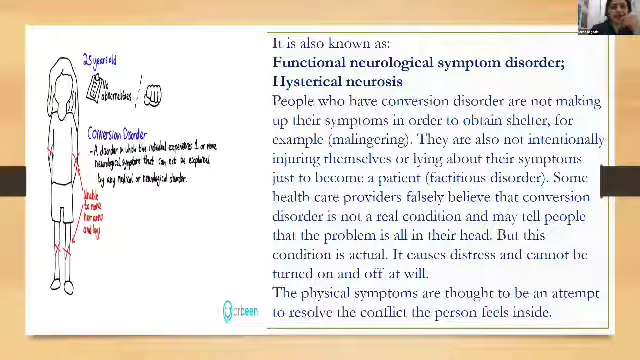 25 years old
No
abnormalities
Conversion Disorder
- A disorder in which the individual experiences 1 or more
neurological symptom that can not be explained
by any medical or neurological disorder.
Unable
to move
her arms
and leg
orbeen
It is also known as:
Functional neurological symptom disorder;
Hysterical neurosis
People who have conversion disorder are not making
up their symptoms in order to obtain shelter, for
example (malingering). They are also not intentionally
injuring themselves or lying about their symptoms
just to become a patient (factitious disorder). Some
health care providers falsely believe that conversion
disorder is not a real condition and may tell people
that the problem is all in their head. But this
condition is actual. It causes distress and cannot be
turned on and off at will.
The physical symptoms are thought to be an attempt
to resolve the conflict the person feels inside.